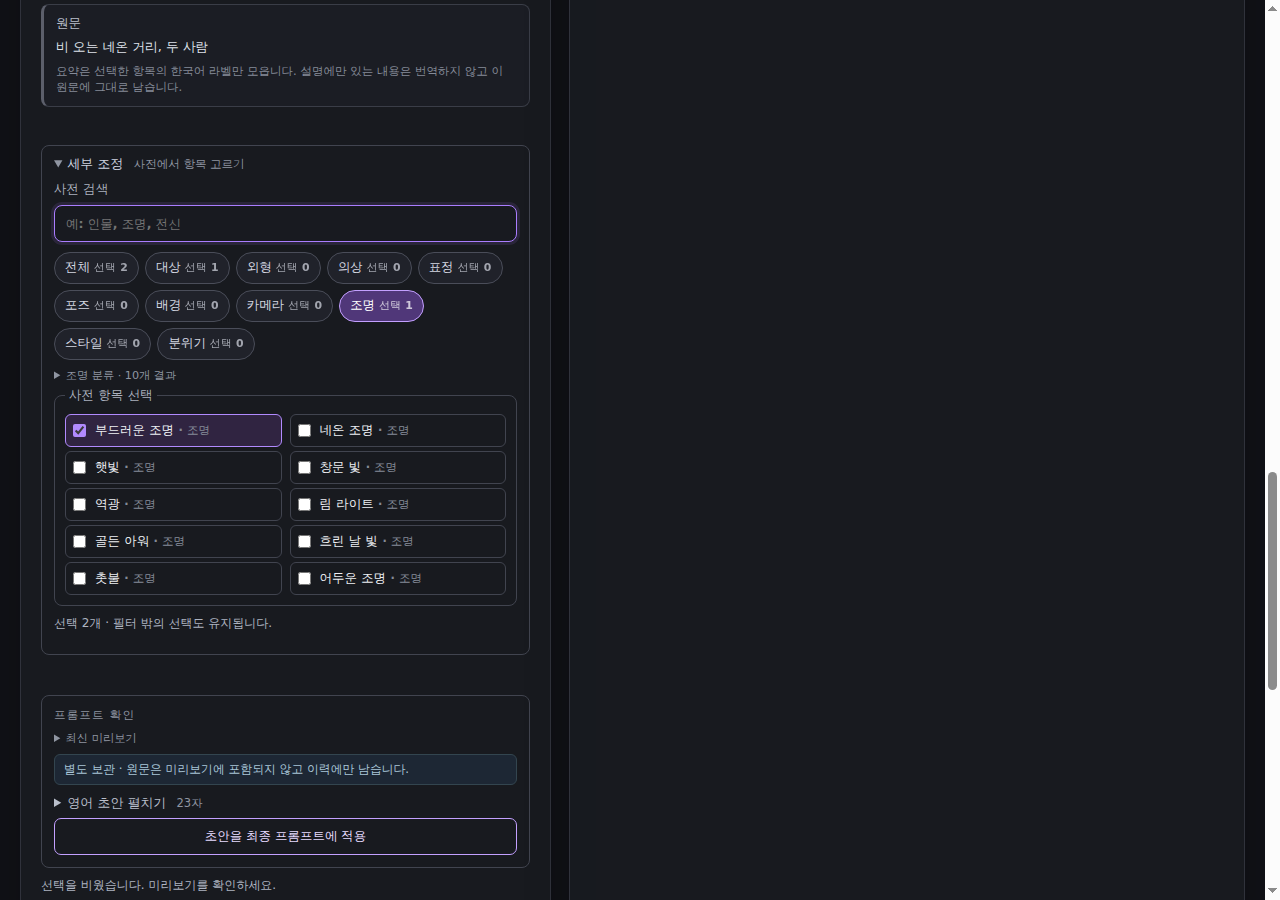 원문
비 오는 네온 거리, 두 사람
요약은 선택한 항목의 한국어 라벨만 모읍니다. 설명에만 있는 내용은 번역하지 않고 이
원문에 그대로 남습니다.
▼ 세부 조정 사전에서 항목 고르기
사전 검색
예: 인물, 조명, 전신
전체 선택 2 대상 선택 1 외형 선택 0 의상 선택 0 표정 선택 0
포즈 선택 0 배경 선택 0 카메라 선택 0 조명 선택 1
스타일 선택 0 분위기 선택 0
▶ 조명 분류 · 10개 결과
사전 항목 선택
부드러운 조명 · 조명 네온 조명 · 조명
햇빛 · 조명 창문 빛 · 조명
역광 · 조명 림 라이트 · 조명
골든 아워 · 조명 흐린 날 빛 · 조명
촛불 · 조명 어두운 조명 · 조명
선택 2개 · 필터 밖의 선택도 유지됩니다.
프롬프트 확인
▶ 최신 미리보기
별도 보관 · 원문은 미리보기에 포함되지 않고 이력에만 남습니다.
▶ 영어 초안 펼치기 23자
초안을 최종 프롬프트에 적용
선택을 비웠습니다. 미리보기를 확인하세요.